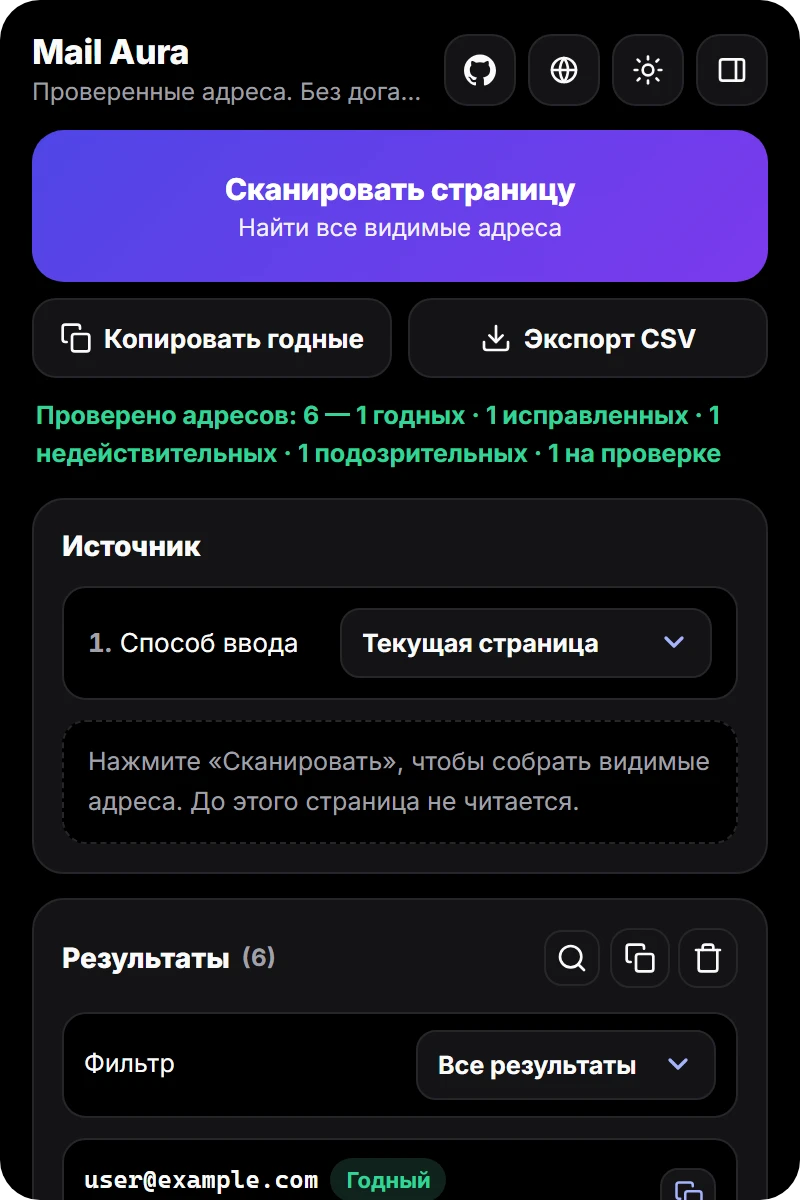 Mail Aura
Проверенные адреса. Без дога...
Сканировать страницу
Найти все видимые адреса
Копировать годные
Экспорт CSV
Проверено адресов: 6 — 1 годных · 1 исправленных · 1
недействительных · 1 подозрительных · 1 на проверке
Источник
1. Способ ввода
Текущая страница
Нажмите «Сканировать», чтобы собрать видимые
адреса. До этого страница не читается.
Результаты (6)
Фильтр
Все результаты
user@example.com Годный